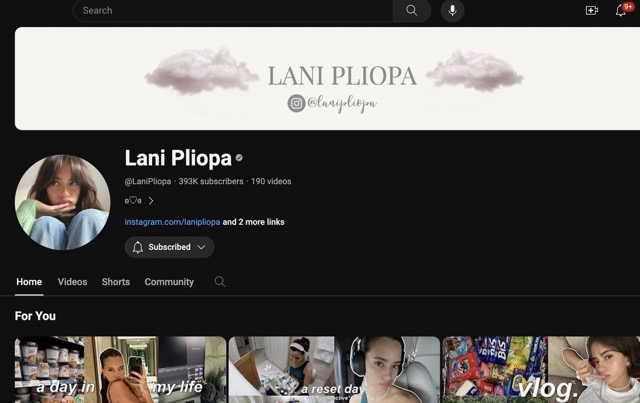 Search
9+
LANI PLIOPA
@lanipliopa
Lani Pliopa
@LaniPliopa · 393K subscribers · 190 videos
instagram.com/lanipliopa and 2 more links
Subscribed
Home Videos Shorts Community
For You
a day in my life
a reset day
vlog.